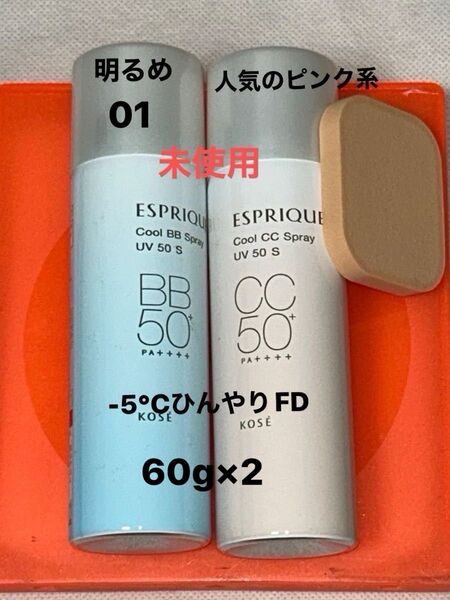 明るめ
01
人気のピンク系
未使用
ESPRIQUE
Cool BB Spray
UV 50 S
BB
50+
PA++++
ESPRIQUE
Cool CC Spray
UV 50 S
CC
50+
PA++++
-5℃ひんやりFD
KOSÉ
KOSÉ
60g×2